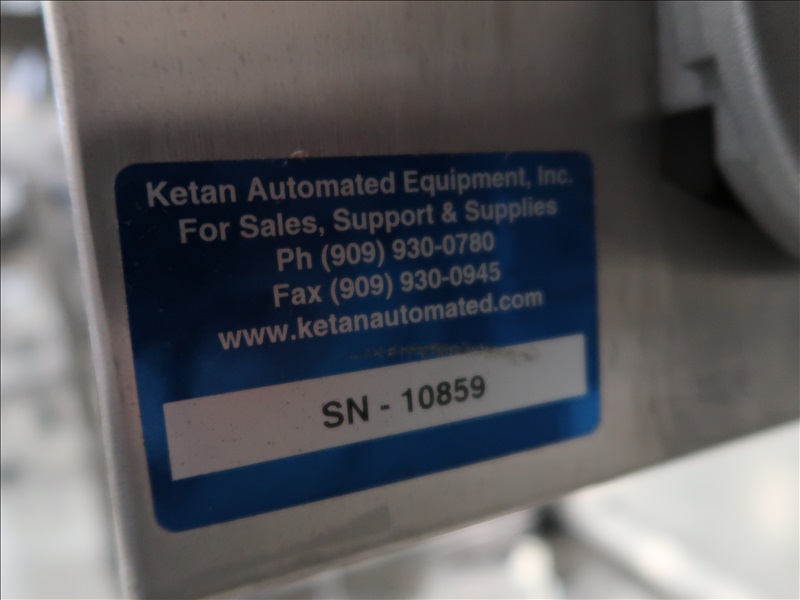 Ketan Automated Equipment, Inc.
For Sales, Support & Supplies
Ph (909) 930-0780
Fax (909) 930-0945
www.ketanautomated.com
SN - 10859